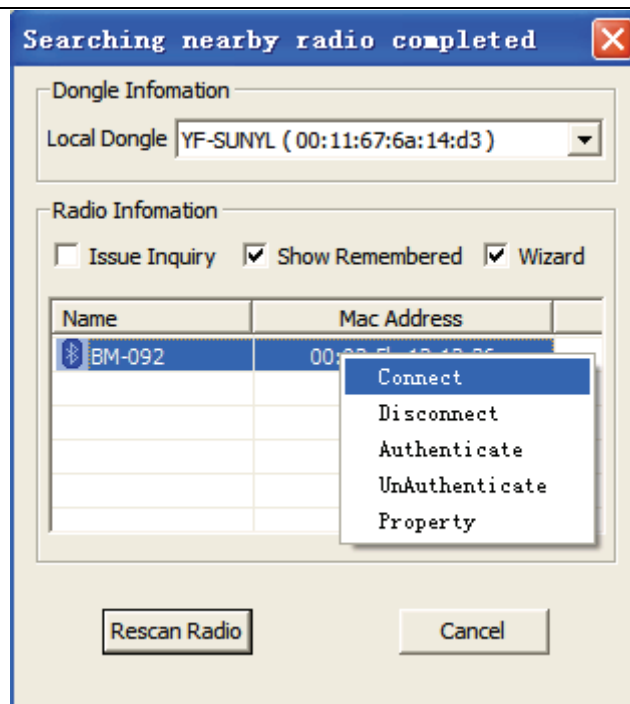 Searching nearby radio completed
Dongle Infomation
Local Dongle YF-SUNYL ( 00:11:67:6a:14:d3 )
Radio Infomation
Issue Inquiry Show Remembered Wizard
Name Mac Address
BM-092
Connect
Disconnect
Authenticate
UnAuthenticate
Property
Rescan Radio Cancel